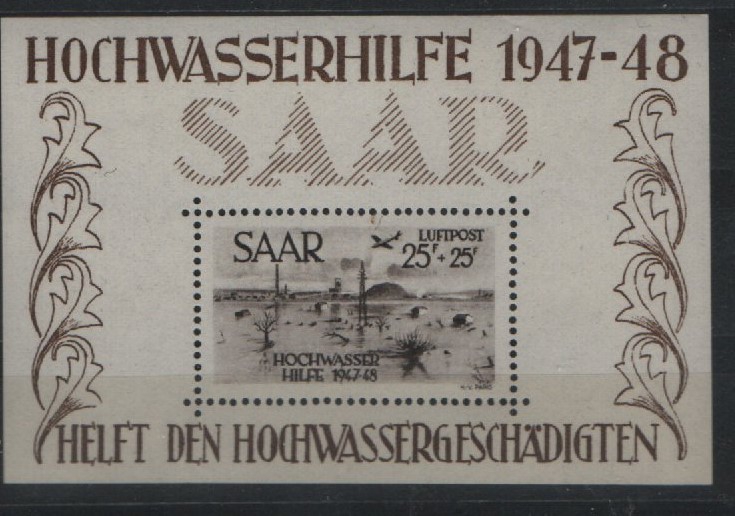 HOCHWASSERHILFE 1947-48
SAAR
SAAR
LUFTPOST
25F + 25F
HOCHWASSER
HILFE 1947-48
HELFT DEN HOCHWASSERGESCHÄDIGTEN